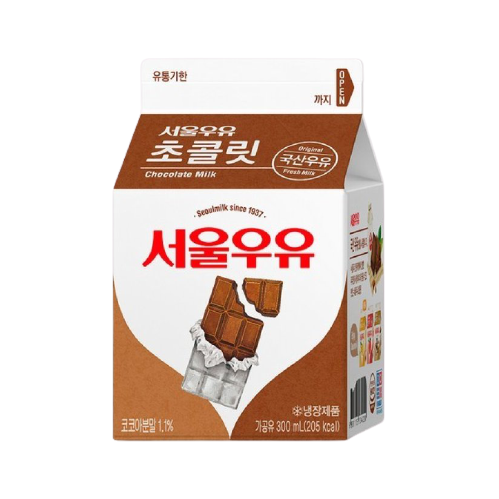 유통기한
까지
OPEN
서울우유
초콜릿
Chocolate Milk
Original
국산우유
Fresh Milk
· Seoulmilk since 1937 ·
서울우유
냉장제품
코코아분말 1.1%
가공유 300 mL(205 kcal)